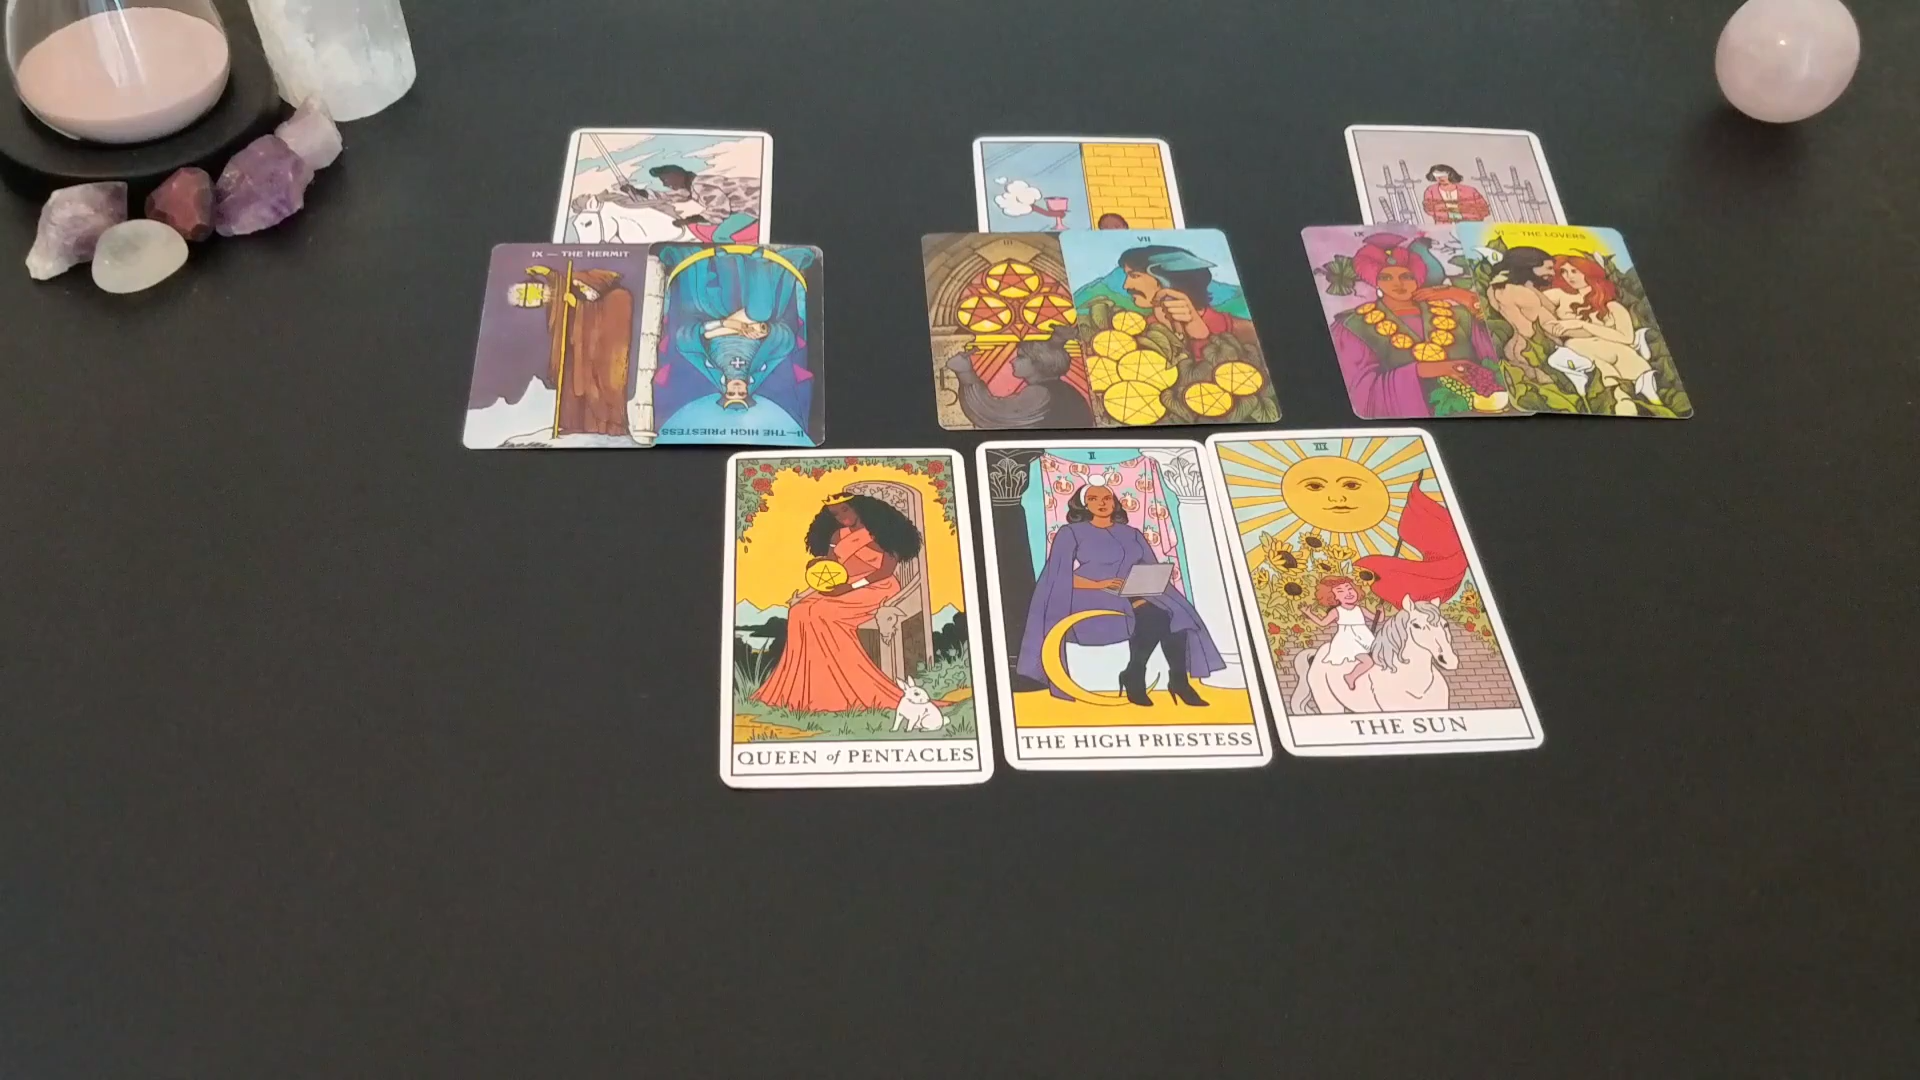 IX — THE HERMIT
II—THE HIGH PRIESTESS
III
VII
IX
VI — THE LOVERS
QUEEN of PENTACLES
II
THE HIGH PRIESTESS
THE SUN